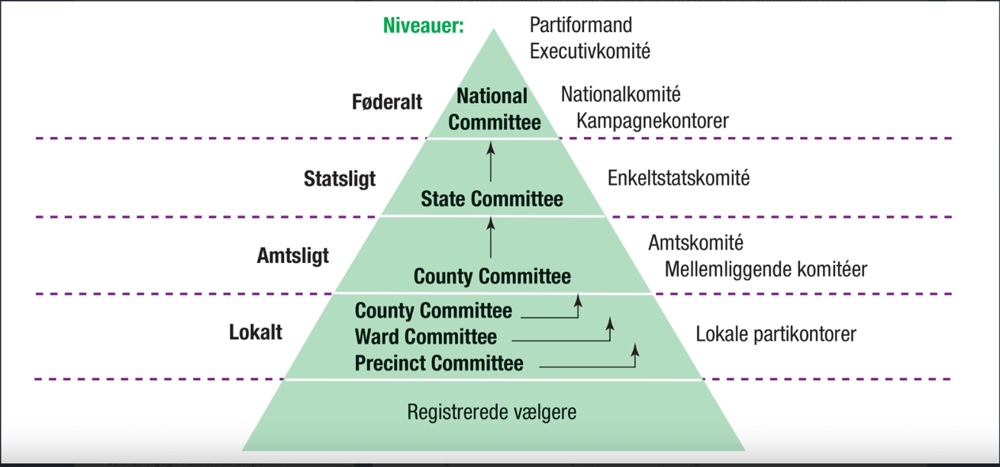 Niveauer:
Partiformand
Executivkomité
Føderalt
National
Committee
Nationalkomité
Kampagnekontorer
Statsligt
State Committee
Enkeltstatskomité
Amtsligt
County Committee
Amtskomité
Mellemliggende komitéer
Lokalt
County Committee
Ward Committee
Precinct Committee
Lokale partikontorer
Registrerede vælgere